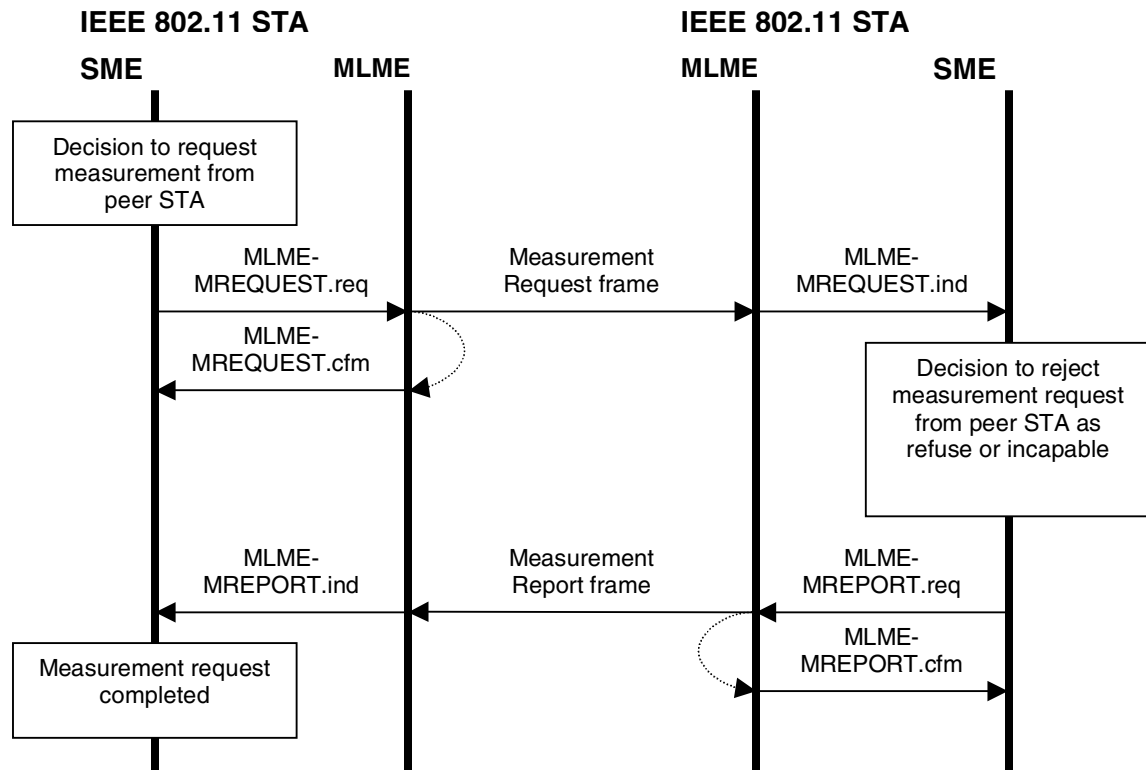 IEEE 802.11 STA
IEEE 802.11 STA
SME
MLME
MLME
SME
Decision to request
measurement from
peer STA
MLME-
MREQUEST.req
Measurement
Request frame
MLME-
MREQUEST.ind
MLME-
MREQUEST.cfm
Decision to reject
measurement request
from peer STA as
refuse or incapable
MLME-
MREPORT.ind
Measurement
Report frame
MLME-
MREPORT.req
MLME-
MREPORT.cfm
Measurement request
completed